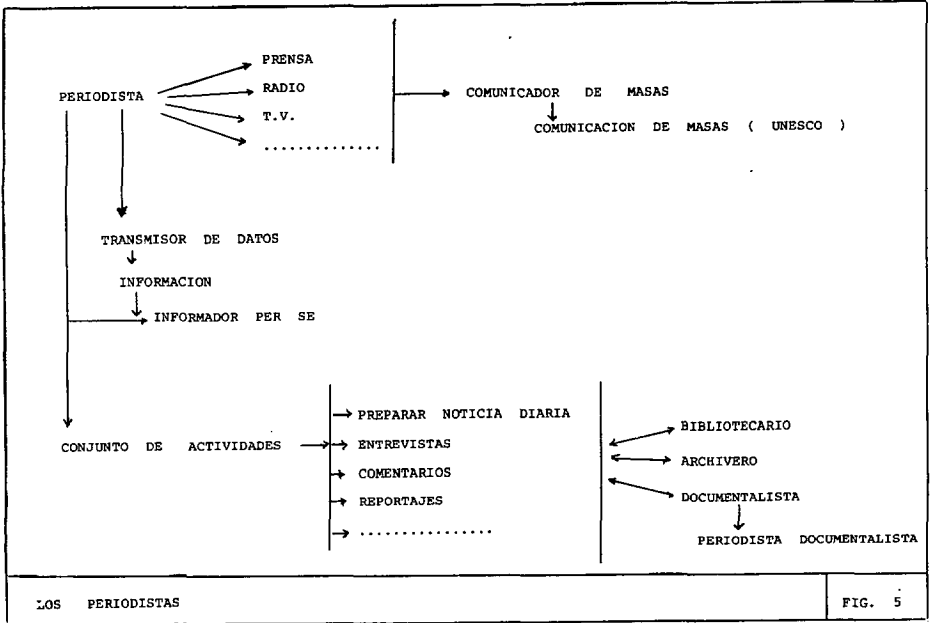 PRENSA
PERIODISTA
RADIO
T.V.
..............
COMUNICADOR DE MASAS
COMUNICACION DE MASAS ( UNESCO )
TRANSMISOR DE DATOS
INFORMACION
INFORMADOR PER SE
CONJUNTO DE ACTIVIDADES
PREPARAR NOTICIA DIARIA
ENTREVISTAS
COMENTARIOS
REPORTAJES
................
BIBLIOTECARIO
ARCHIVERO
DOCUMENTALISTA
PERIODISTA DOCUMENTALISTA
LOS PERIODISTAS
FIG. 5